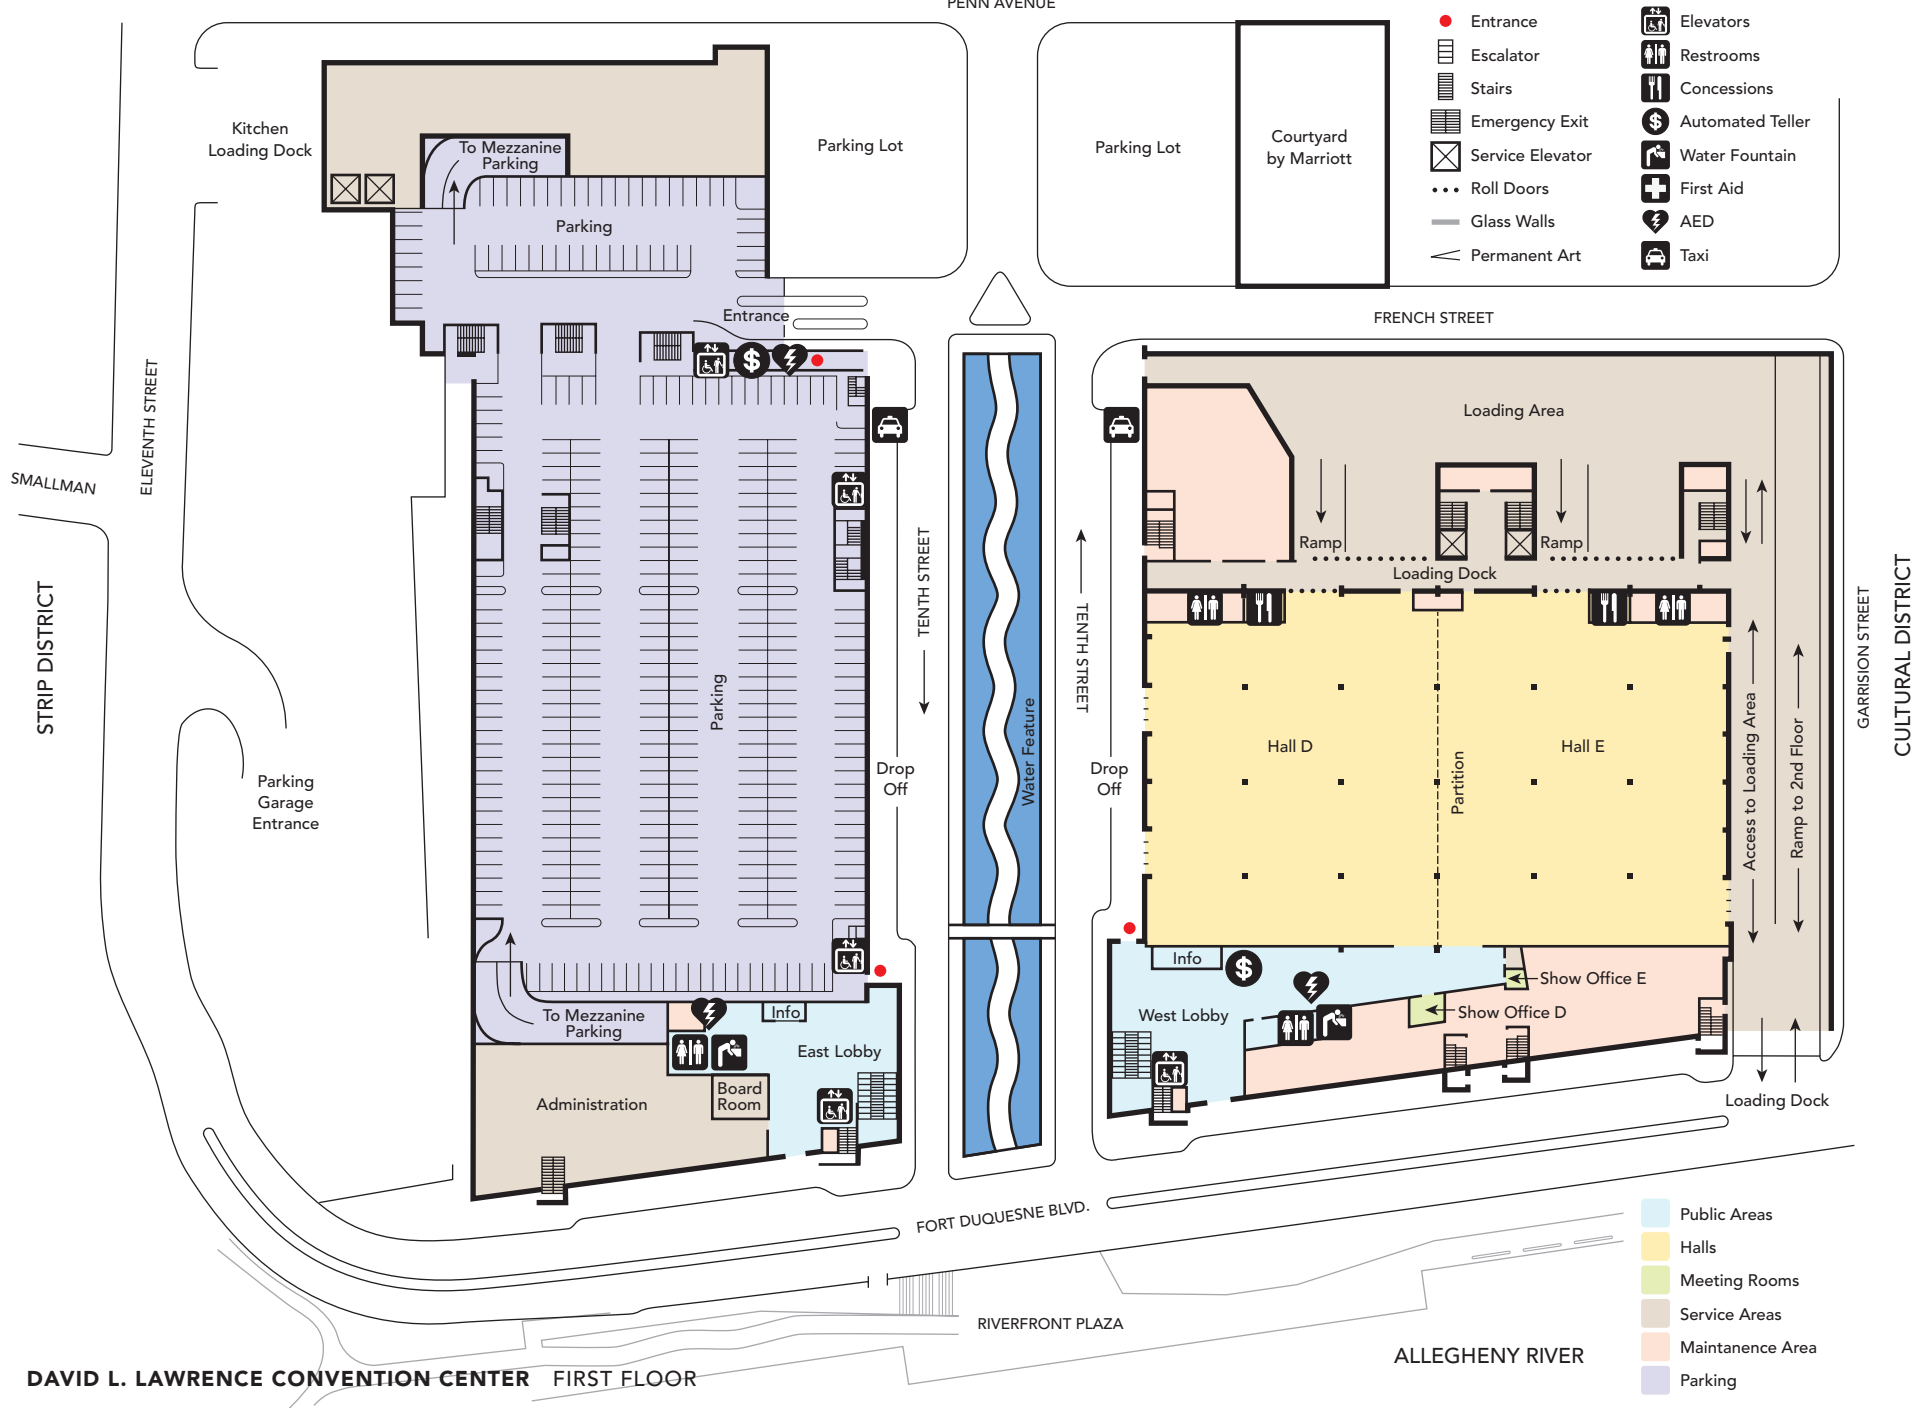 PENN AVENUE
Entrance
Escalator
Stairs
Emergency Exit
Service Elevator
Roll Doors
Glass Walls
Permanent Art
Elevators
Restrooms
Concessions
Automated Teller
Water Fountain
First Aid
AED
Taxi
Kitchen
Loading Dock
To Mezzanine
Parking
Parking Lot
Parking Lot
Courtyard
by Marriott
Parking
Entrance
FRENCH STREET
ELEVENTH STREET
SMALLMAN
STRIP DISTRICT
Loading Area
Ramp
Ramp
Loading Dock
TENTH STREET
TENTH STREET
GARRISION STREET
CULTURAL DISTRICT
Parking
Water Feature
Hall D
Hall E
Partition
Access to Loading Area
Ramp to 2nd Floor
Drop
Off
Drop
Off
Parking
Garage
Entrance
Info
Show Office E
Show Office D
West Lobby
To Mezzanine
Parking
Info
East Lobby
Board
Room
Administration
Loading Dock
FORT DUQUESNE BLVD.
RIVERFRONT PLAZA
ALLEGHENY RIVER
Public Areas
Halls
Meeting Rooms
Service Areas
Maintanence Area
Parking
DAVID L. LAWRENCE CONVENTION CENTER FIRST FLOOR